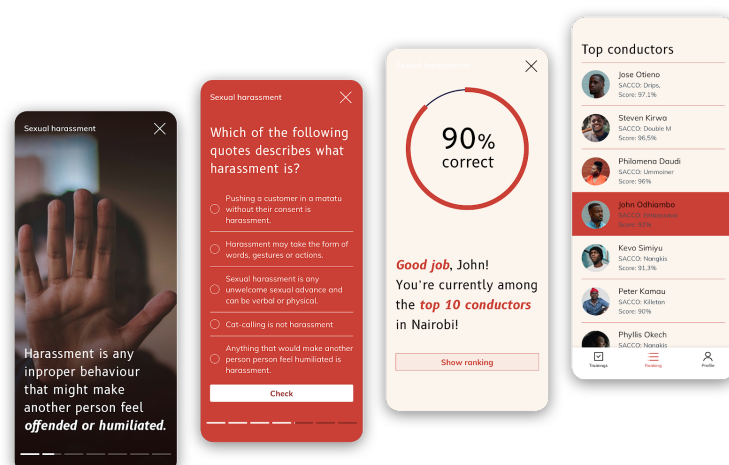 Sexual harassment
Harassment is any
inproper behaviour
that might make
another person feel
offended or humiliated.
Sexual harassment
Which of the following
quotes describes what
harassment is?
Pushing a customer in a matatu
without their consent is
harassment.
Harassment may take the form of
words, gestures or actions.
Sexual harassment is any
unwelcome sexual advance and
can be verbal or physical.
Cat-calling is not harassment
Anything that would make another
person person feel humiliated is
harassment.
Check
90%
correct
Good job, John!
You're currently among
the top 10 conductors
in Nairobi!
Show ranking
Top conductors
Jose Otieno
SACCO: Drips,
Score: 97,1%
Steven Kirwa
SACCO: Double M
Score: 96,5%
Philomena Daudi
SACCO: Ummoiner
Score: 96%
John Odhiambo
SACCO:
Score: 93%
Kevo Simiyu
SACCO: Nangkis
Score: 91,3%
Peter Kamau
SACCO: Killeton
Score: 90%
Phyllis Okech
SACCO: Nangkis
Trainings
Ranking
Profile